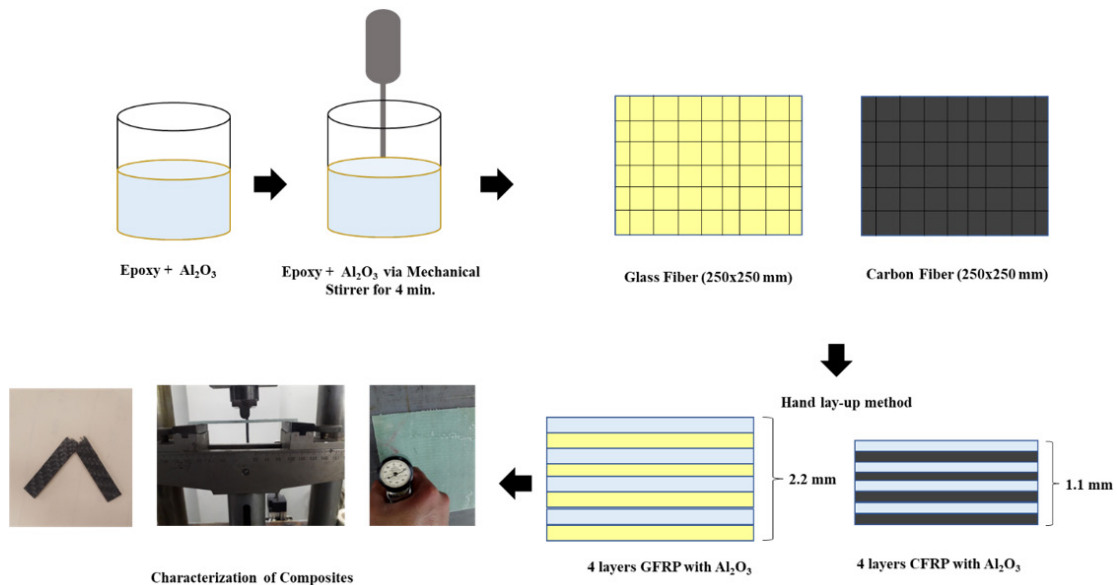 Epoxy + Al₂O₃
Epoxy + Al₂O₃ via Mechanical
Stirrer for 4 min.
Glass Fiber (250x250 mm)
Carbon Fiber (250x250 mm)
Hand lay-up method
2.2 mm
1.1 mm
4 layers GFRP with Al₂O₃
4 layers CFRP with Al₂O₃
Characterization of Composites